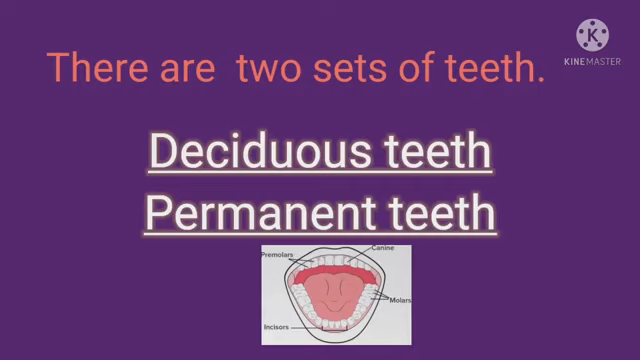 There are two sets of teeth.
KINEMASTER
Deciduous teeth
Permanent teeth
Premolars
Canine
Molars
Incisors